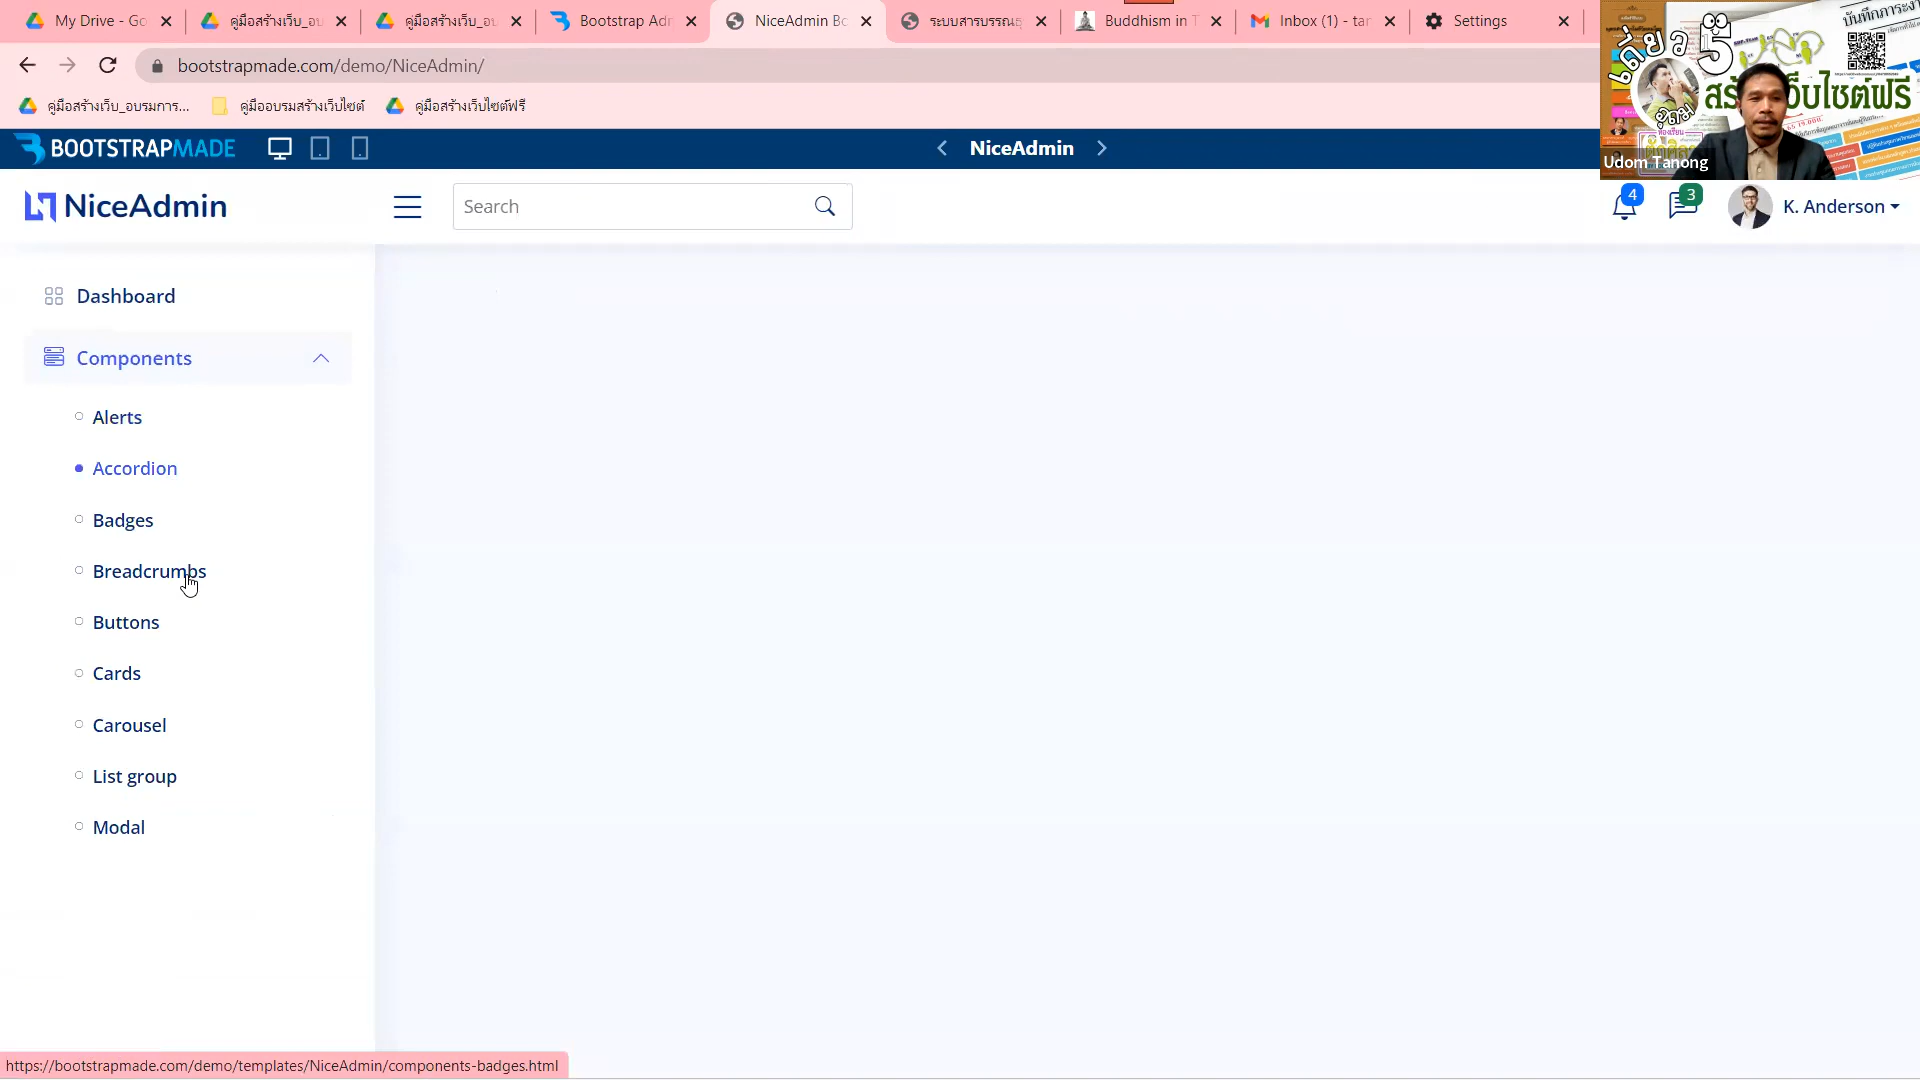 My Drive - Go
คู่มือสร้างเว็บ_อบ
คู่มือสร้างเว็บ_อบ
Bootstrap Adm
NiceAdmin Bo
ระบบสารบรรณธุ
Buddhism in T
Inbox (1) - tar
Settings
bootstrapmade.com/demo/NiceAdmin/
คู่มือสร้างเว็บ_อบรมการ...
คู่มืออบรมสร้างเว็บไซต์
คู่มือสร้างเว็บไซต์ฟรี
BOOTSTRAPMADE
NiceAdmin
Udom Tanong
NiceAdmin
Search
4
3
K. Anderson
Dashboard
Components
Alerts
Accordion
Badges
Breadcrumbs
Buttons
Cards
Carousel
List group
Modal
https://bootstrapmade.com/demo/templates/NiceAdmin/components-badges.html